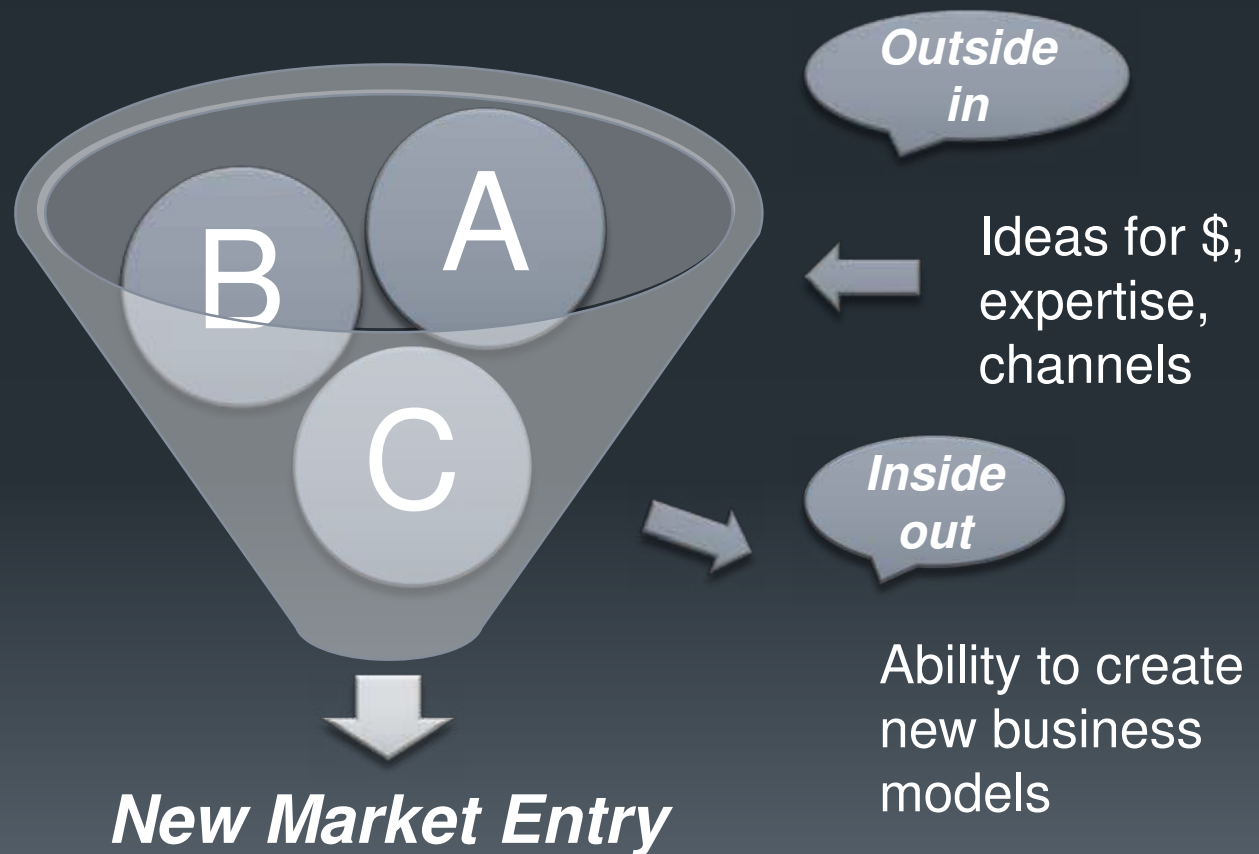 Outside
in
B
A
C
Ideas for $,
expertise,
channels
Inside
out
Ability to create
new business
models
New Market Entry